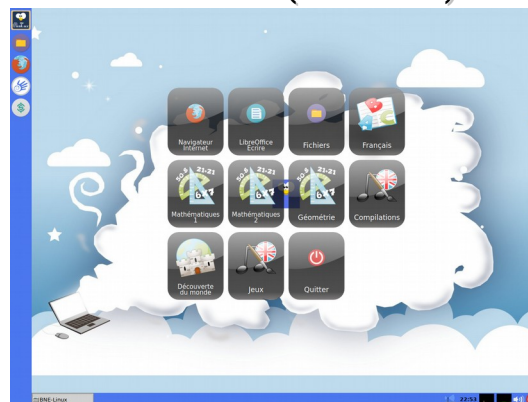 Navigateur
Internet
LibreOffice
Ecrire
Fichiers
Français
Mathématiques
1
Mathématiques
2
Géométrie
Compilations
Découverte
du monde
Jeux
Quitter
BNE-Linux
22:53